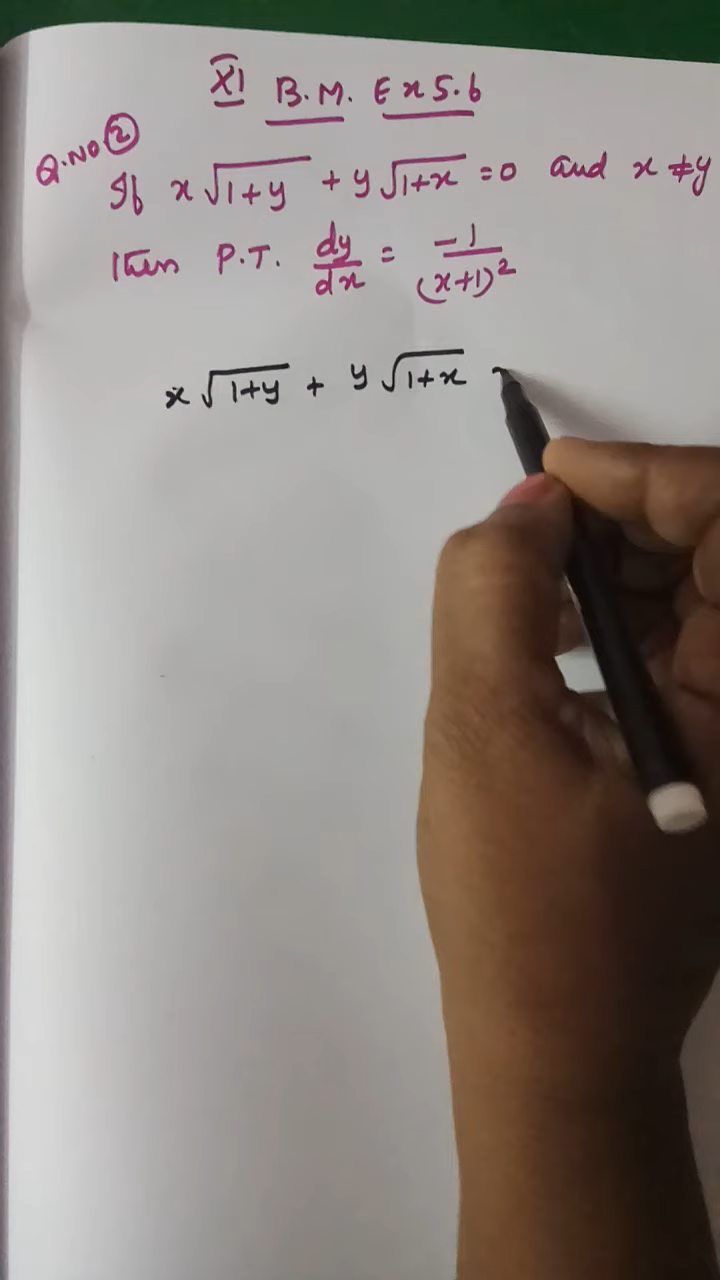 XI B.M. Ex 5.6
Q.NO ②
If x√(1+y) + y√(1+x) = 0 and x ≠ y
Then P.T. dy/dx = -1/(x+1)²
x√(1+y) + y√(1+x)